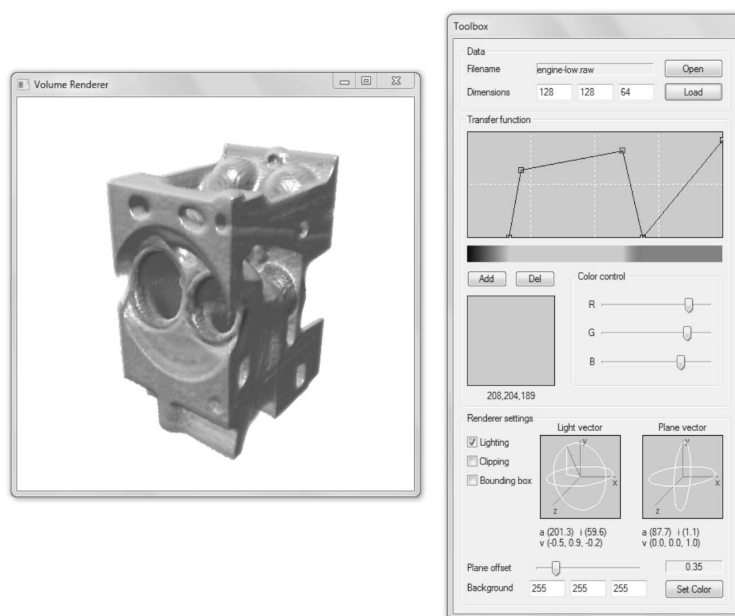 Volume Renderer
Toolbox
Data
Filename engine-low.raw Open
Dimensions 128 128 64 Load
Transfer function
Add Del
Color control
R
G
B
208,204,189
Renderer settings
Light vector Plane vector
Lighting
Clipping
Bounding box
y x z
y x z
a (201.3) i (59.6)
v (-0.5, 0.9, -0.2)
a (87.7) i (1.1)
v (0.0, 0.0, 1.0)
Plane offset 0.35
Background 255 255 255 Set Color